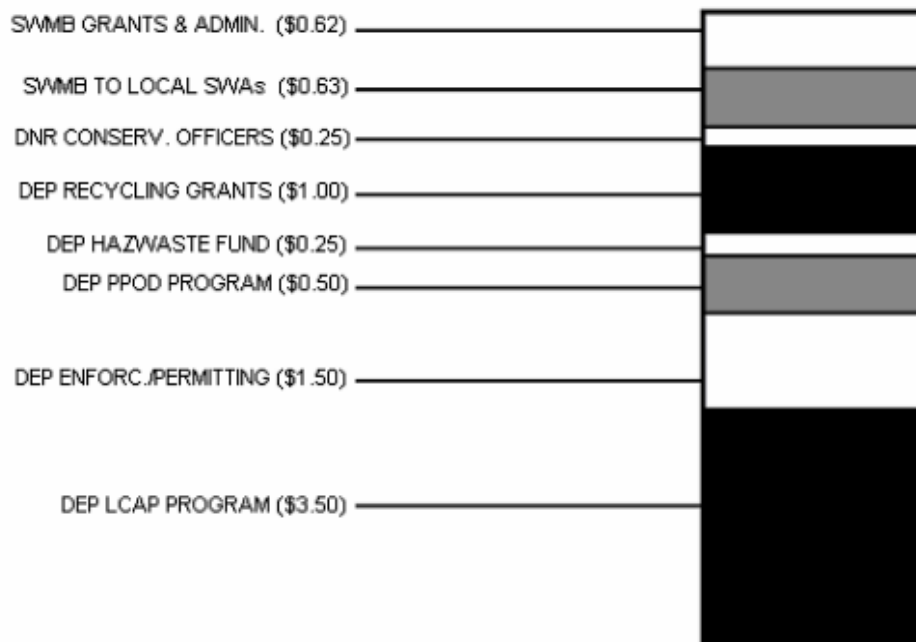 SWMB GRANTS & ADMIN. ($0.62)
SWMB TO LOCAL SWAs ($0.63)
DNR CONSERV. OFFICERS ($0.25)
DEP RECYCLING GRANTS ($1.00)
DEP HAZWASTE FUND ($0.25)
DEP PPOD PROGRAM ($0.50)
DEP ENFORC./PERMITTING ($1.50)
DEP LCAP PROGRAM ($3.50)